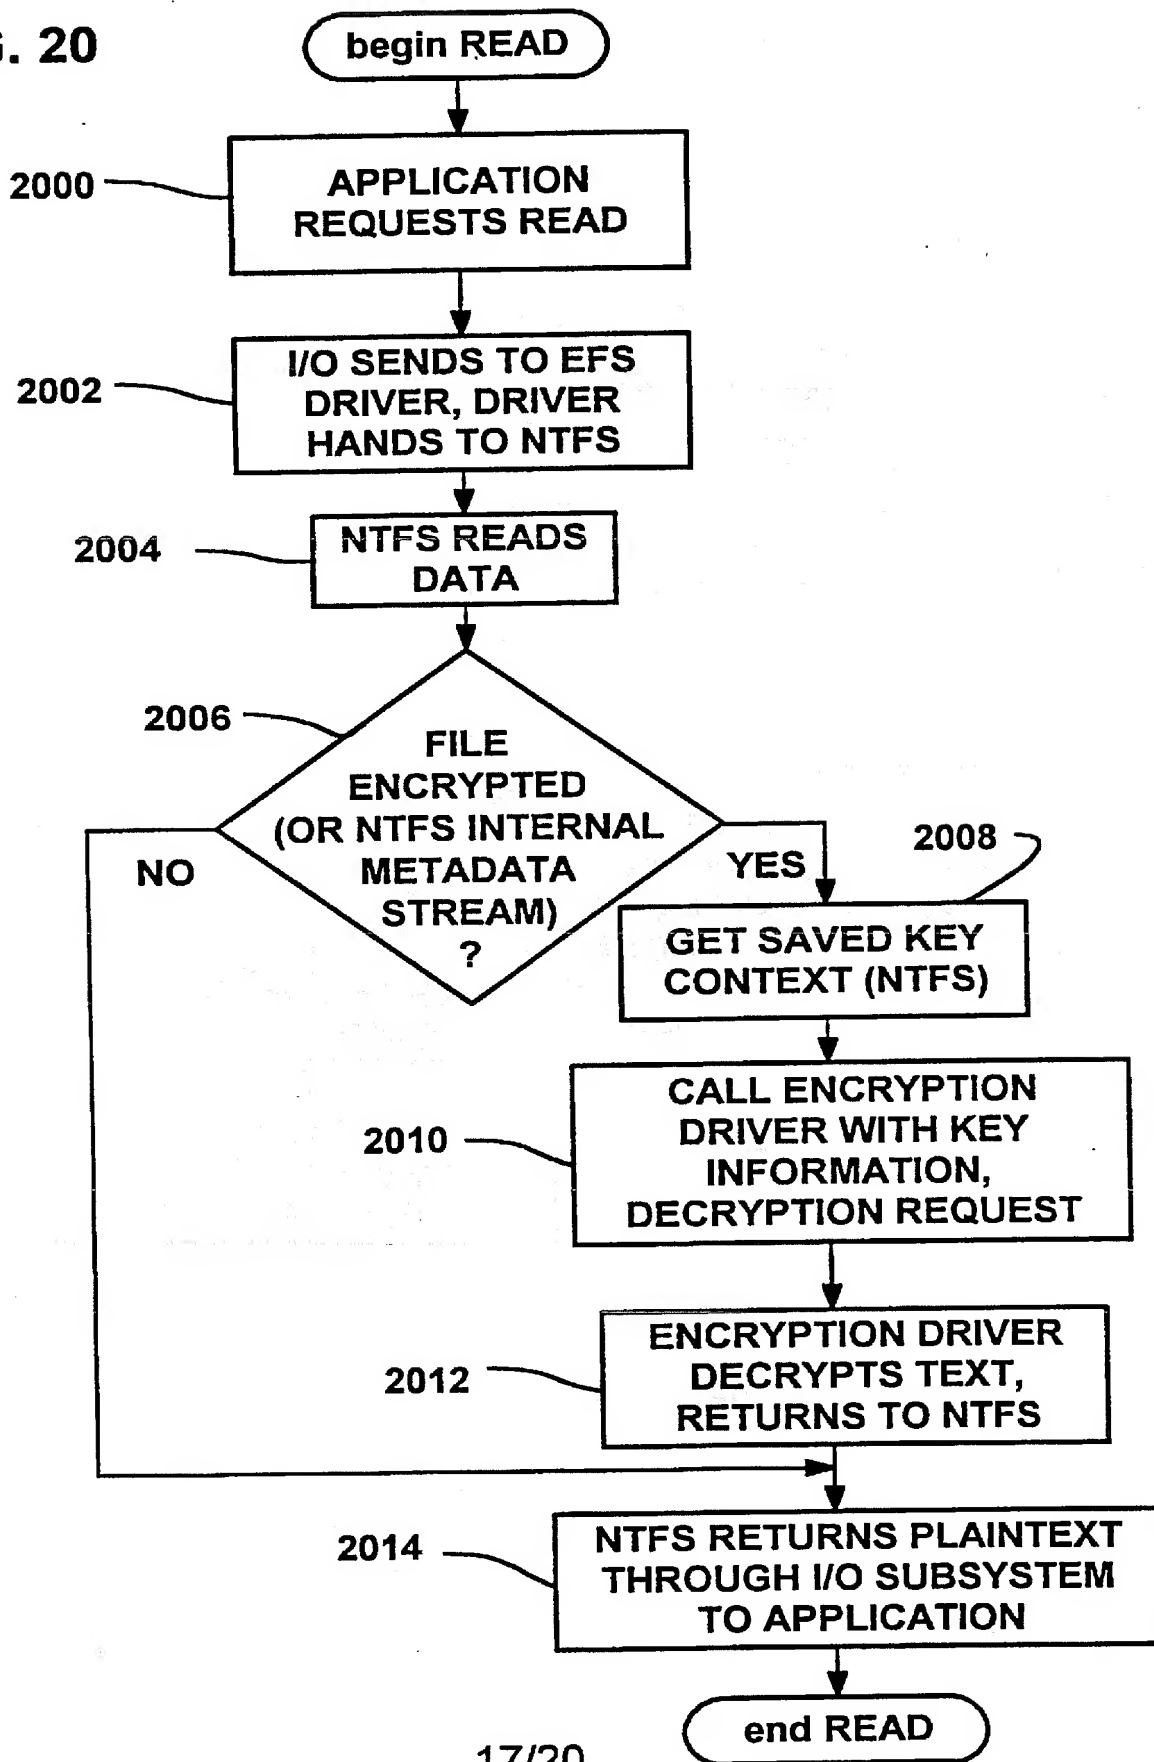 . 20
begin READ
2000
APPLICATION
REQUESTS READ
2002
I/O SENDS TO EFS
DRIVER, DRIVER
HANDS TO NTFS
2004
NTFS READS
DATA
2006
FILE
ENCRYPTED
(OR NTFS INTERNAL
METADATA
STREAM)
?
NO
YES
2008
GET SAVED KEY
CONTEXT (NTFS)
2010
CALL ENCRYPTION
DRIVER WITH KEY
INFORMATION,
DECRYPTION REQUEST
2012
ENCRYPTION DRIVER
DECRYPTS TEXT,
RETURNS TO NTFS
2014
NTFS RETURNS PLAINTEXT
THROUGH I/O SUBSYSTEM
TO APPLICATION
end READ
17/20